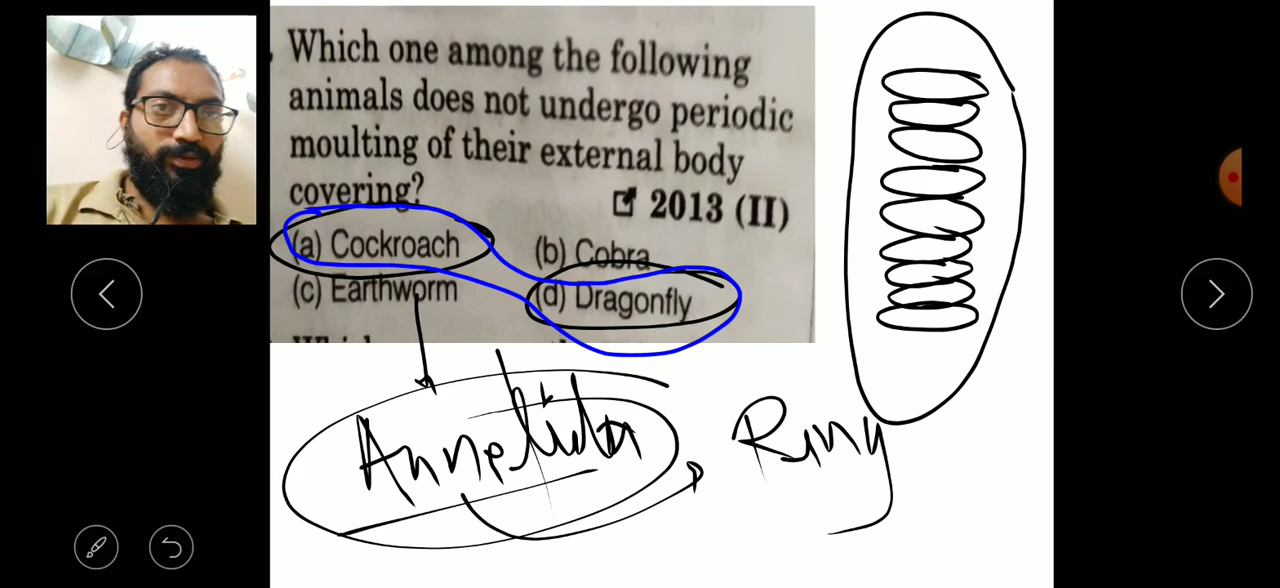 Which one among the following
animals does not undergo periodic
moulting of their external body
covering?
2013 (II)
(a) Cockroach (b) Cobra
(c) Earthworm (d) Dragonfly
Annelida Ring